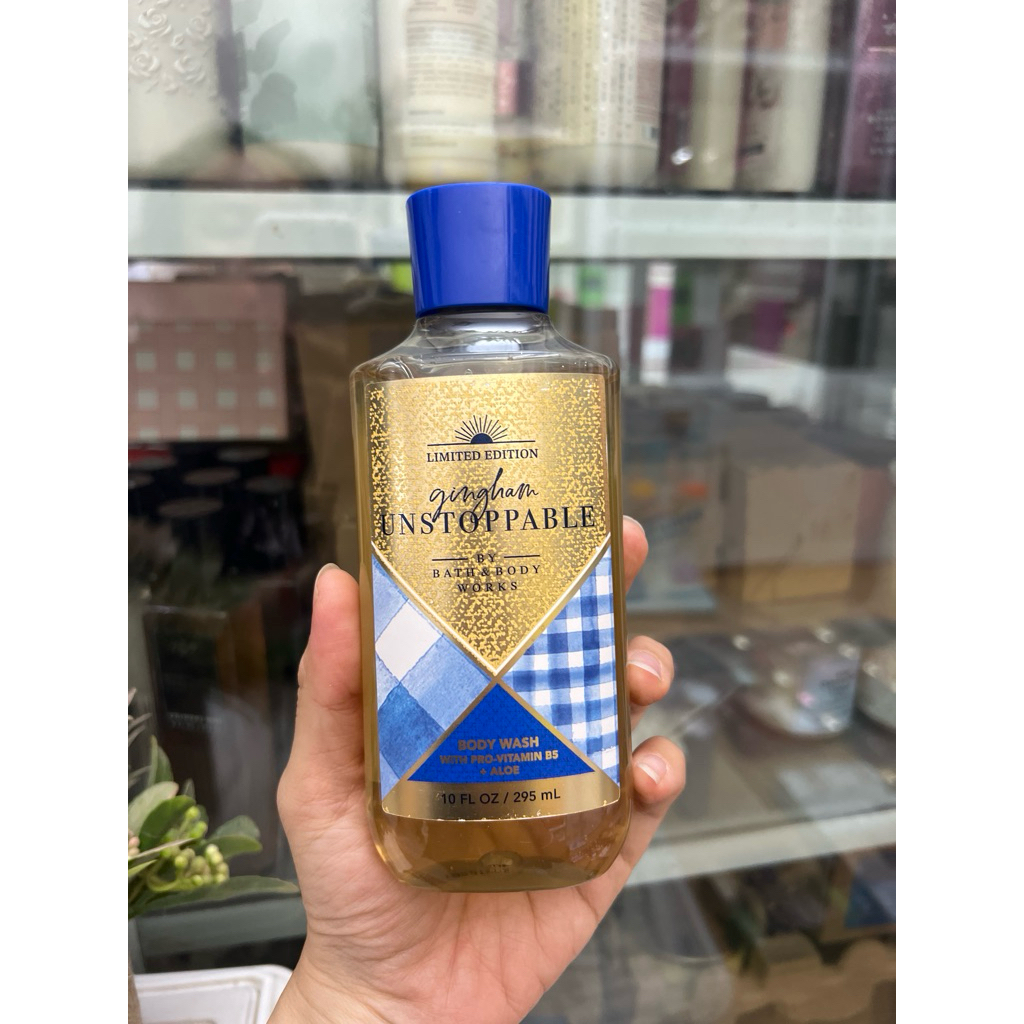 LIMITED EDITION
gingham
UNSTOPPABLE
BY
BATH & BODY
WORKS
BODY WASH
WITH PRO-VITAMIN B5
+ ALOE
10 FL OZ / 295 mL